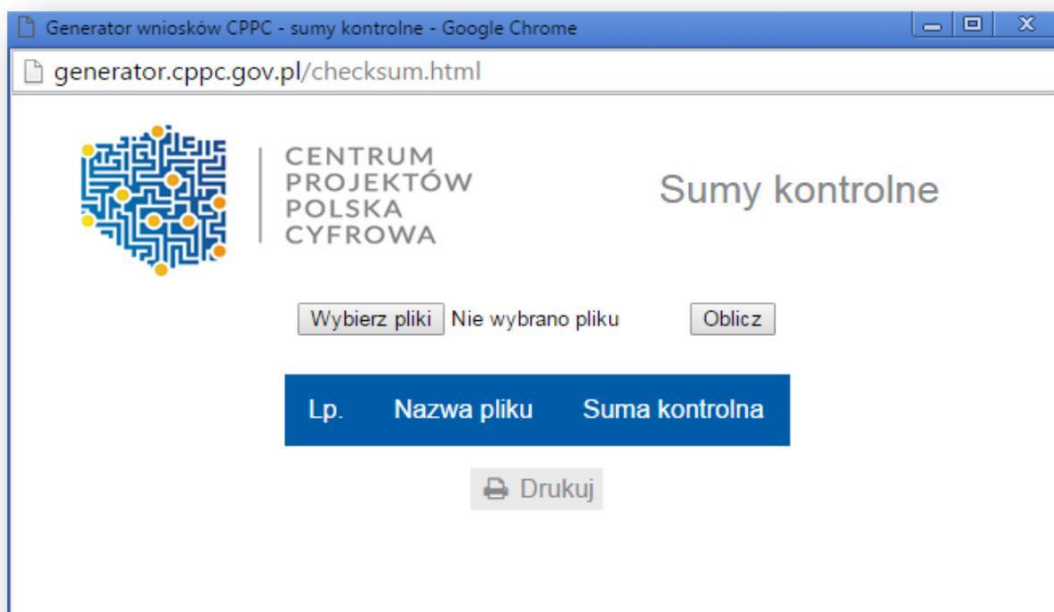 Generator wniosków CPPC - sumy kontrolne - Google Chrome
generator.cppc.gov.pl/checksum.html
CENTRUM
PROJEKTÓW
POLSKA
CYFROWA
Sumy kontrolne
Wybierz pliki Nie wybrano pliku Oblicz
Lp. Nazwa pliku Suma kontrolna
Drukuj